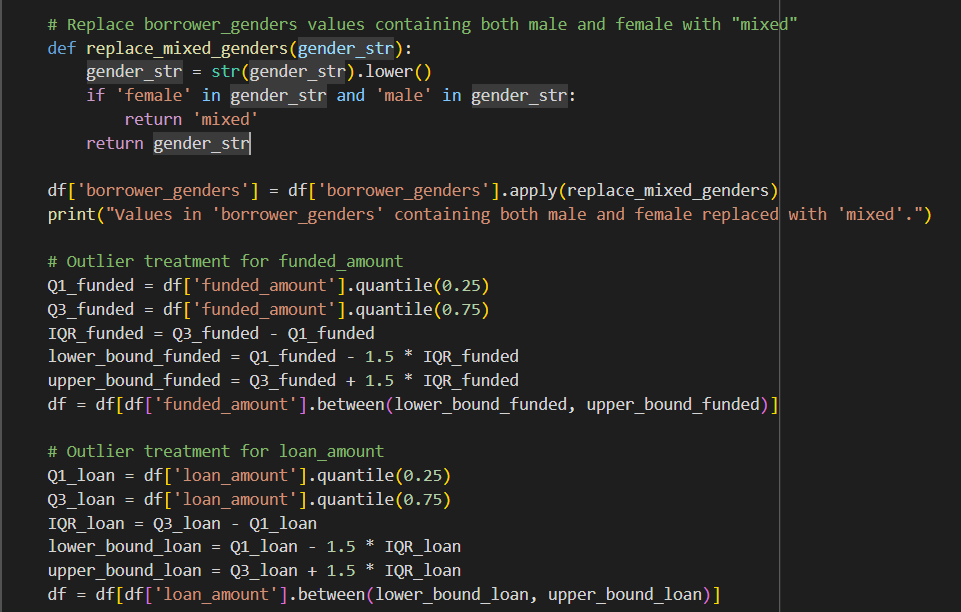 # Replace borrower_genders values containing both male and female with "mixed"
def replace_mixed_genders(gender_str):
    gender_str = str(gender_str).lower()
    if 'female' in gender_str and 'male' in gender_str:
        return 'mixed'
    return gender_str

df['borrower_genders'] = df['borrower_genders'].apply(replace_mixed_genders)
print("Values in 'borrower_genders' containing both male and female replaced with 'mixed'.")

# Outlier treatment for funded_amount
Q1_funded = df['funded_amount'].quantile(0.25)
Q3_funded = df['funded_amount'].quantile(0.75)
IQR_funded = Q3_funded - Q1_funded
lower_bound_funded = Q1_funded - 1.5 * IQR_funded
upper_bound_funded = Q3_funded + 1.5 * IQR_funded
df = df[df['funded_amount'].between(lower_bound_funded, upper_bound_funded)]

# Outlier treatment for loan_amount
Q1_loan = df['loan_amount'].quantile(0.25)
Q3_loan = df['loan_amount'].quantile(0.75)
IQR_loan = Q3_loan - Q1_loan
lower_bound_loan = Q1_loan - 1.5 * IQR_loan
upper_bound_loan = Q3_loan + 1.5 * IQR_loan
df = df[df['loan_amount'].between(lower_bound_loan, upper_bound_loan)]